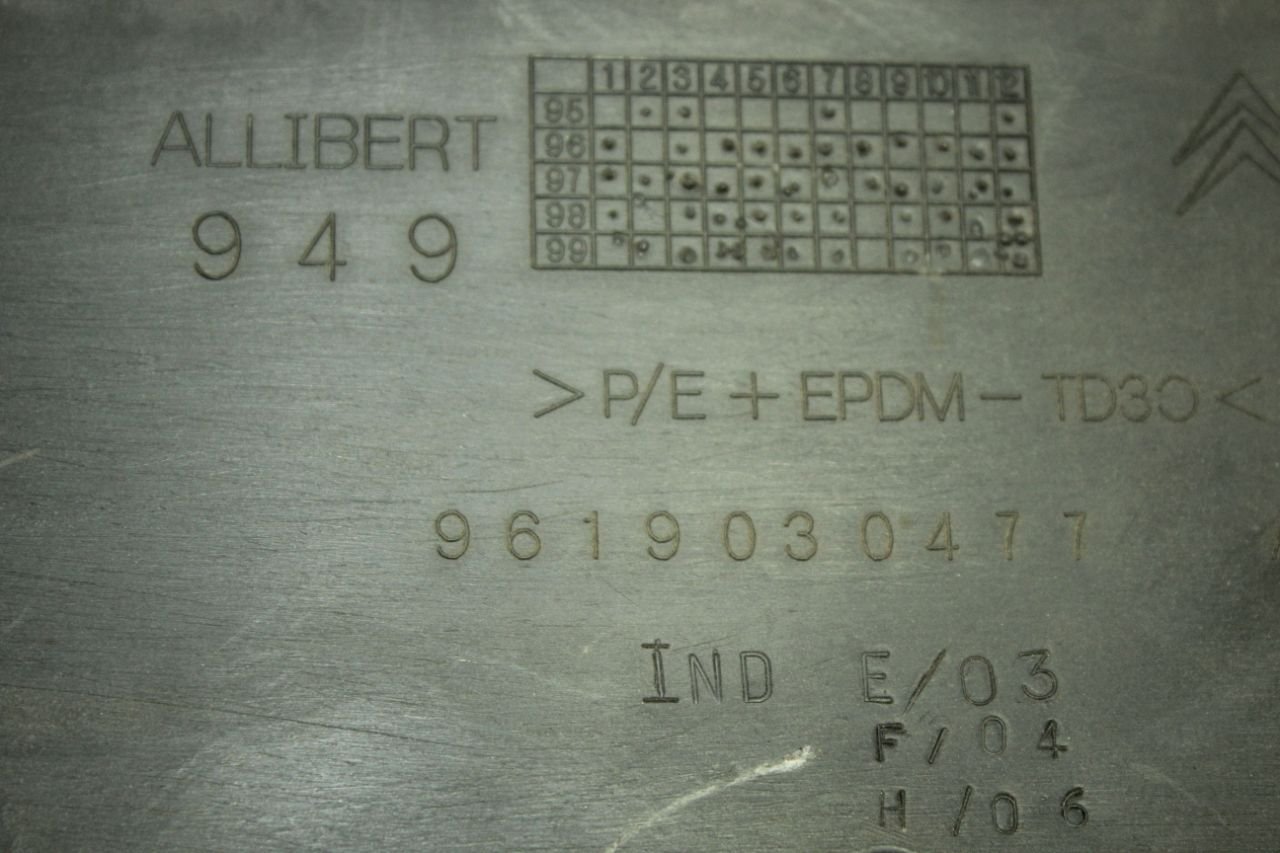 ALLIBERT
949
1 2 3 4 5 6 7 8 9 10 11 12
95
96
97
98
99
>P/E+EPDM-TD30<
9619030477
IND E/03
F/04
H/06